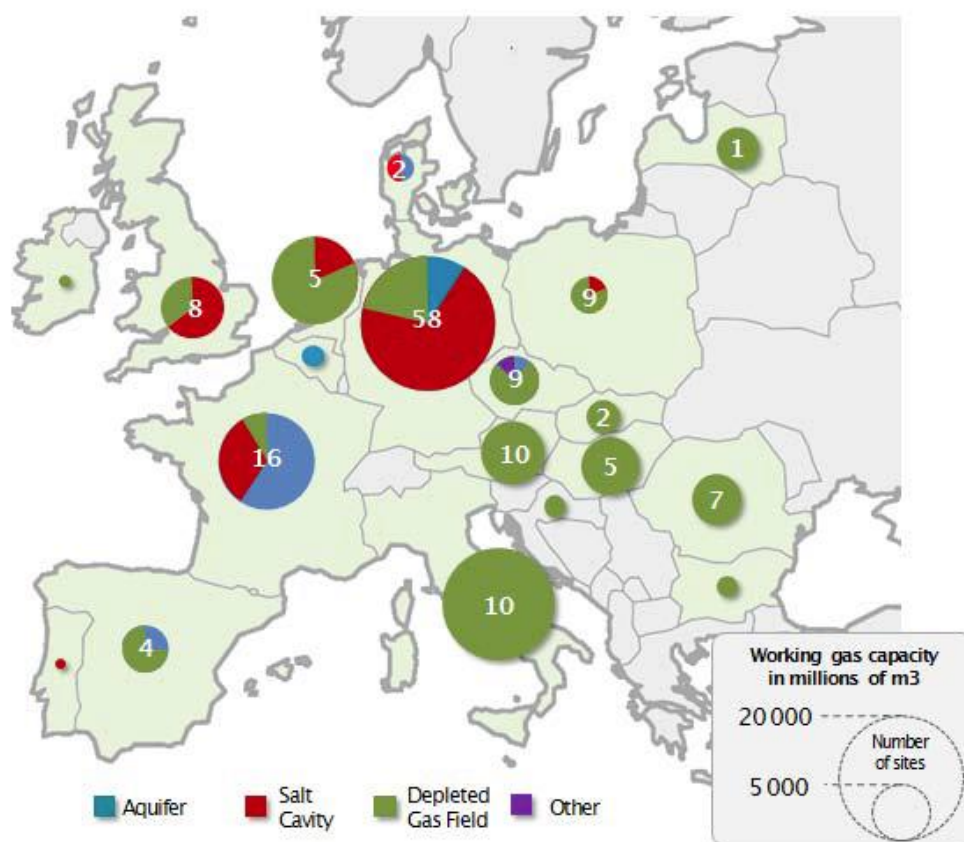 1
2
5
8
58
9
9
2
16
10
5
7
10
4
Working gas capacity
in millions of m3
20 000
Number
of sites
5 000
Aquifer
Salt
Cavity
Depleted
Gas Field
Other